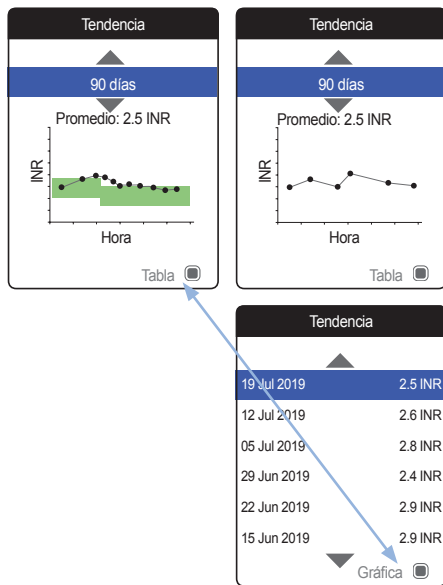 Tendencia
90 días
Promedio: 2.5 INR
INR
Hora
Tabla
Tendencia
90 días
Promedio: 2.5 INR
INR
Hora
Tabla
Tendencia
19 Jul 2019 2.5 INR
12 Jul 2019 2.6 INR
05 Jul 2019 2.8 INR
29 Jun 2019 2.4 INR
22 Jun 2019 2.9 INR
15 Jun 2019 2.9 INR
Gráfica